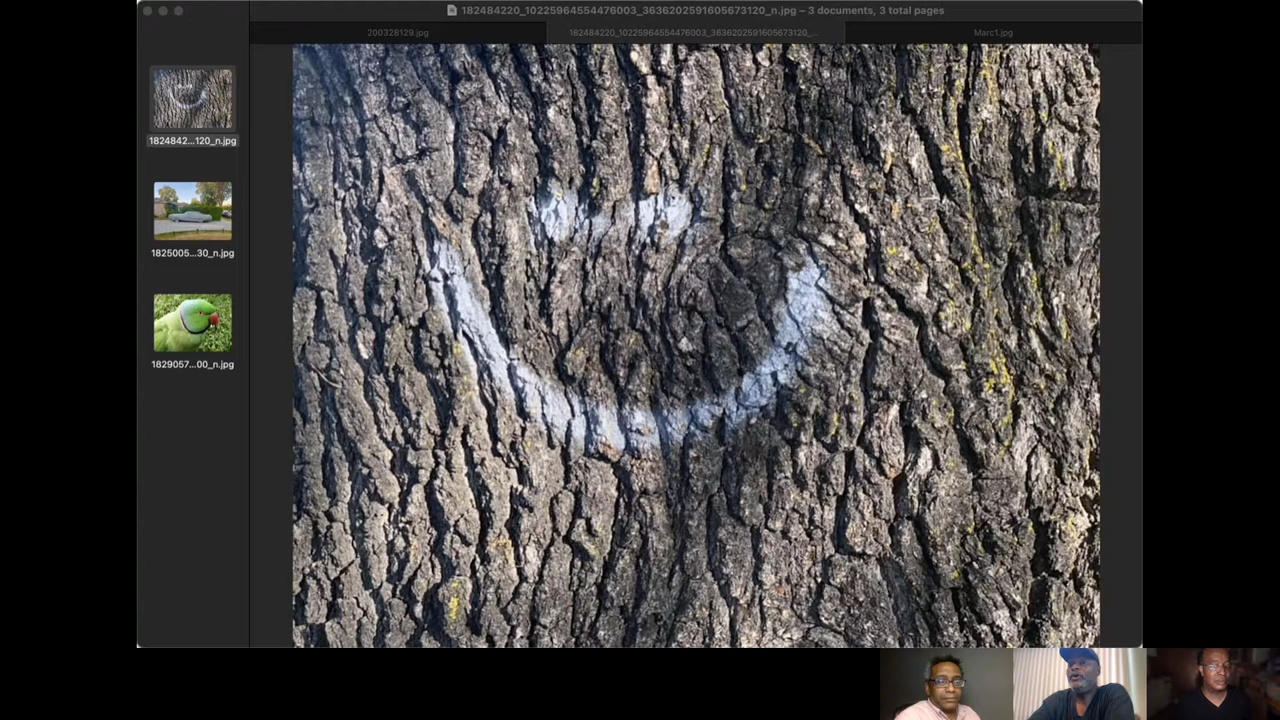 182484220_10225964554476003_3636202591605673120_n.jpg – 3 documents, 3 total pages
200328129.jpg
182484220_10225964554476003_3636202591605673120_...
Marc1.jpg
1824842...120_n.jpg
1825005...30_n.jpg
1829057...00_n.jpg